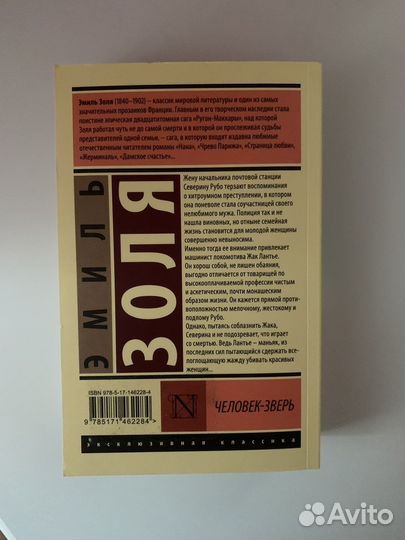 Эмиль Золя (1840–1902) – классик мировой литературы и один из самых
значительных прозаиков Франции. Главным в его творческом наследии стала
поистине эпическая двадцатитомная сага «Ругон-Маккары», над которой
Золя работал чуть не до самой смерти и в которой он прослеживал судьбы
представителей одной семьи, – сага, в которую входят издавна любимые
отечественным читателем романы «Нана», «Чрево Парижа», «Страница любви»,
«Жерминаль», «Дамское счастье»...
ЭМИЛЬ
ЗОЛЯ
Жену начальника почтовой станции
Северину Рубо терзают воспоминания
о хитроумном преступлении, в котором
она поневоле стала соучастницей своего
нелюбимого мужа. Полиция так и не
нашла виновных, но отныне семейная
жизнь становится для молодой женщины
совершенно невыносима.
Именно тогда ее внимание привлекает
машинист локомотива Жак Лантье.
Он хорош собой, не лишен обаяния,
выгодно отличается от товарищей по
высокооплачиваемой профессии чистым
и аскетическим, почти монашеским
образом жизни. Он кажется прямой проти-
воположностью мелочному, жестокому и
подлому Рубо.
Однако, пытаясь соблазнить Жака,
Северина и не подозревает, что играет
со смертью. Ведь Лантье – маньяк, из
последних сил пытающийся сдержать все-
поглощающую жажду убивать красивых
женщин...
ISBN 978-5-17-146228-4
9 785171 462284 >
N
ЧЕЛОВЕК-ЗВЕРЬ
эксклюзивная классика
Avito